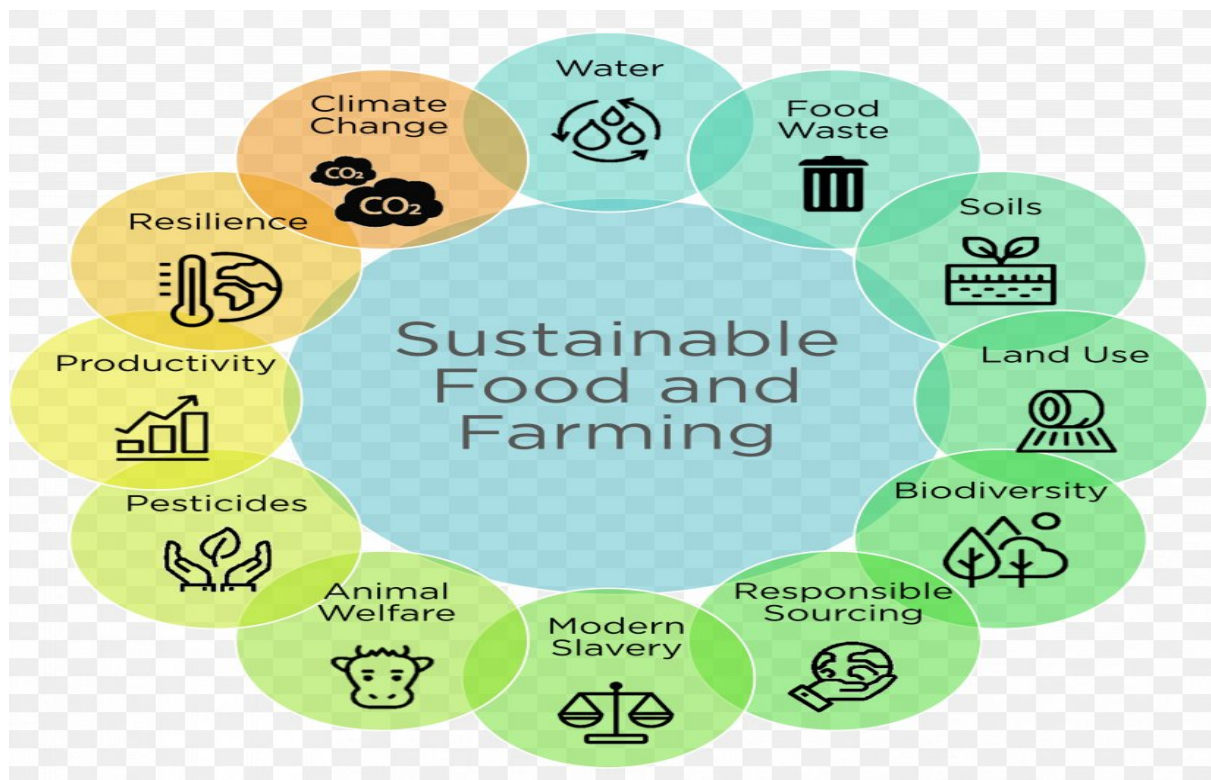 Water
Food
Waste
Soils
Land Use
Biodiversity
Responsible
Sourcing
Modern
Slavery
Animal
Welfare
Pesticides
Productivity
Resilience
Climate
Change
CO₂
CO₂
Sustainable
Food and
Farming